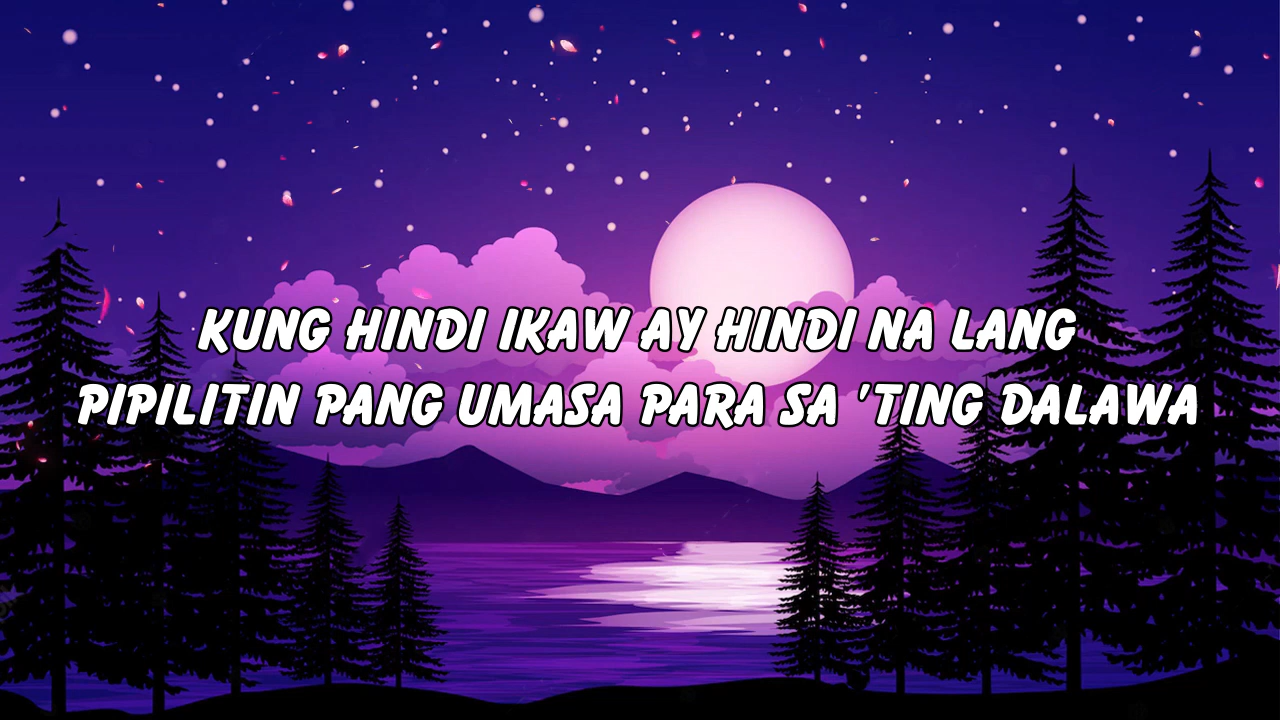 KUNG HINDI IKAW AY HINDI NA LANG
PIPILITIN PANG UMASA PARA SA 'TING DALAWA